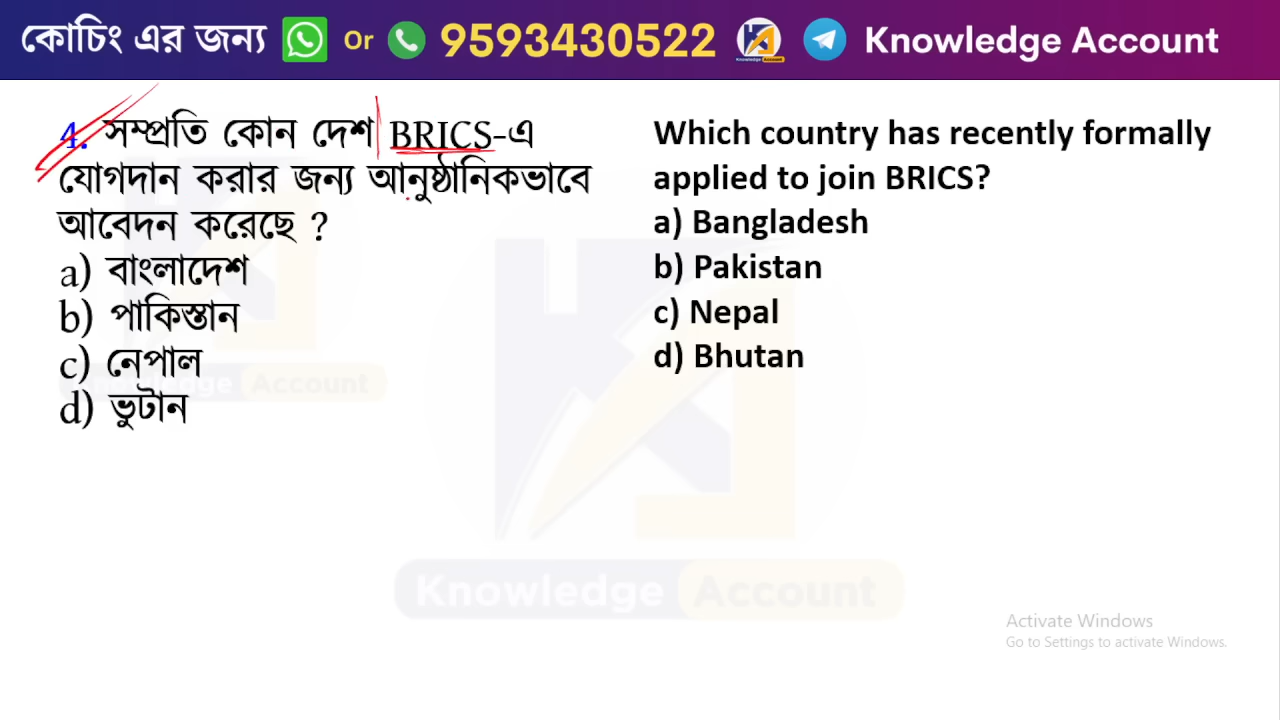 কোচিং এর জন্য Or 9593430522 Knowledge Account
4. সম্প্রতি কোন দেশ BRICS-এ
যোগদান করার জন্য আনুষ্ঠানিকভাবে
আবেদন করেছে ?
a) বাংলাদেশ
b) পাকিস্তান
c) নেপাল
d) ভুটান
Which country has recently formally
applied to join BRICS?
a) Bangladesh
b) Pakistan
c) Nepal
d) Bhutan
Knowledge Account
Knowledge Account
Activate Windows
Go to Settings to activate Windows.